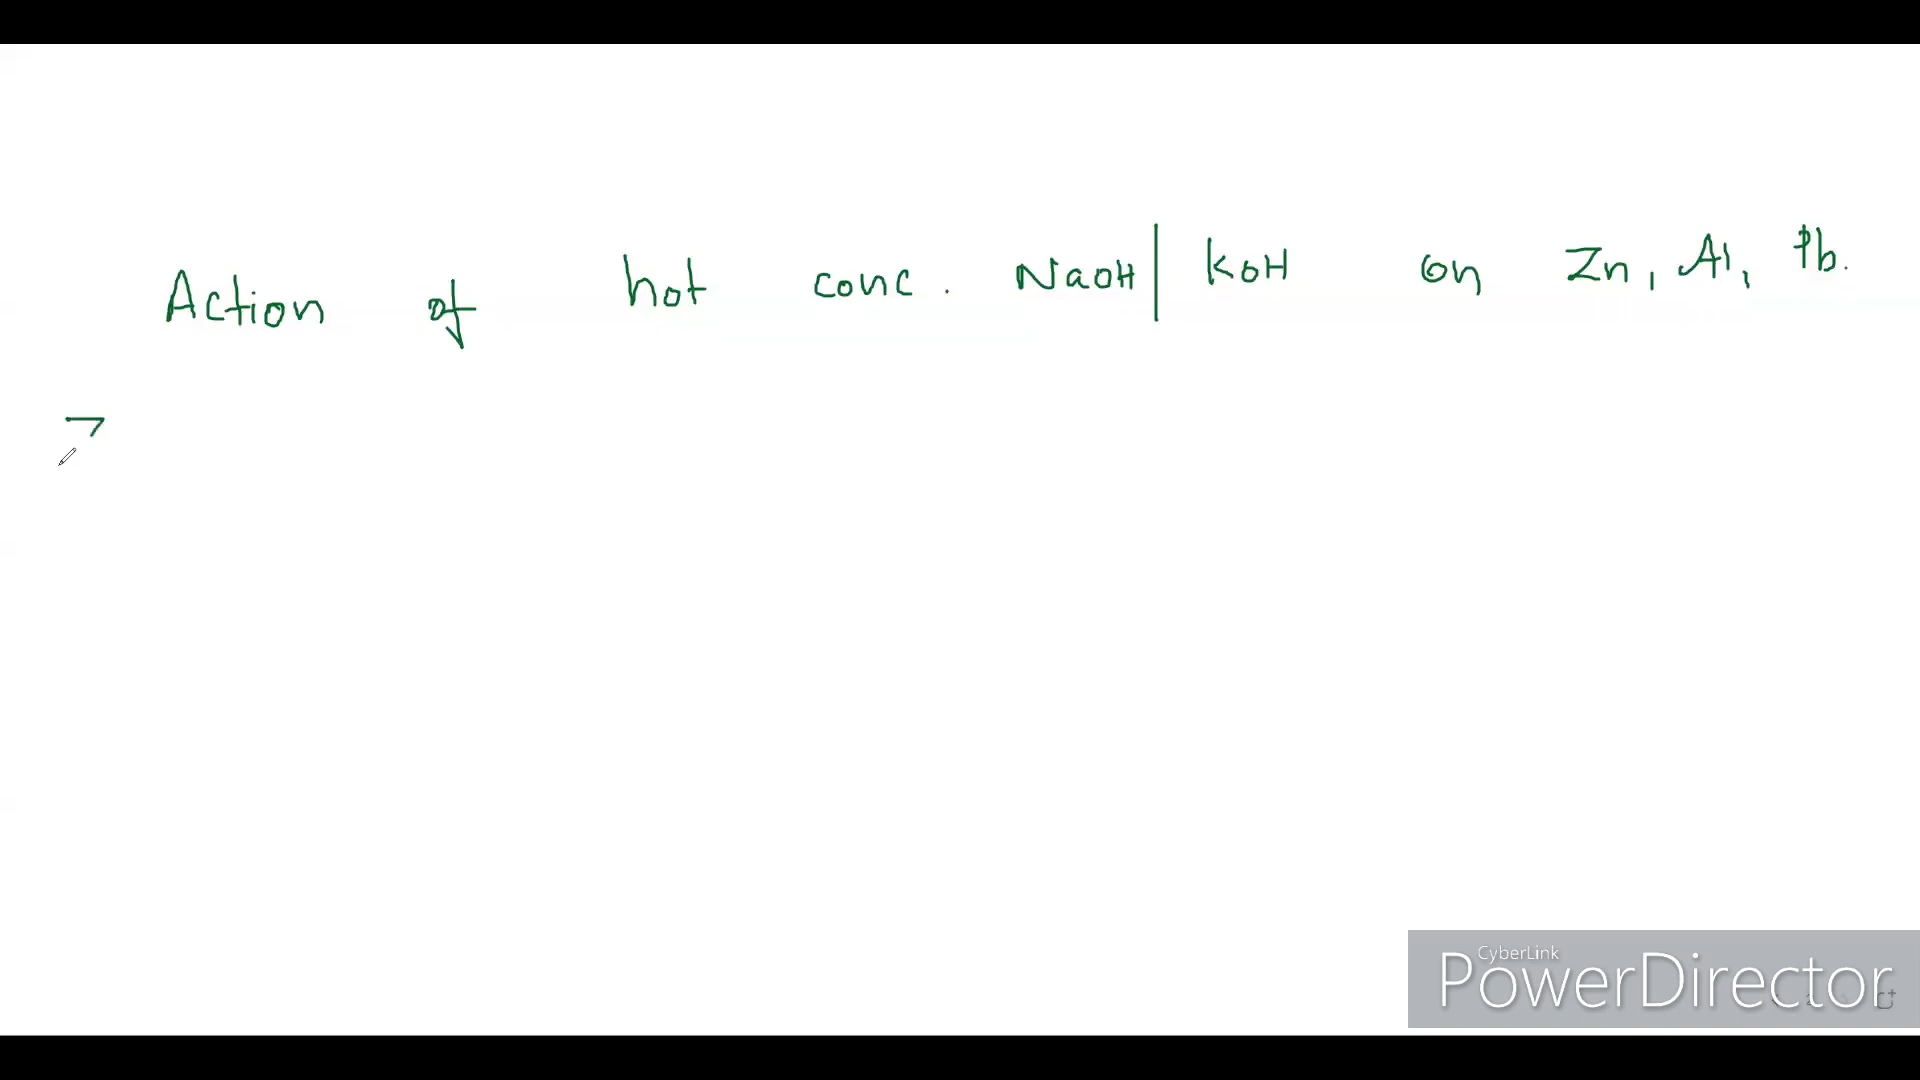 Action of hot conc. NaOH | KOH on Zn, Al, Pb.
CyberLink
PowerDirector